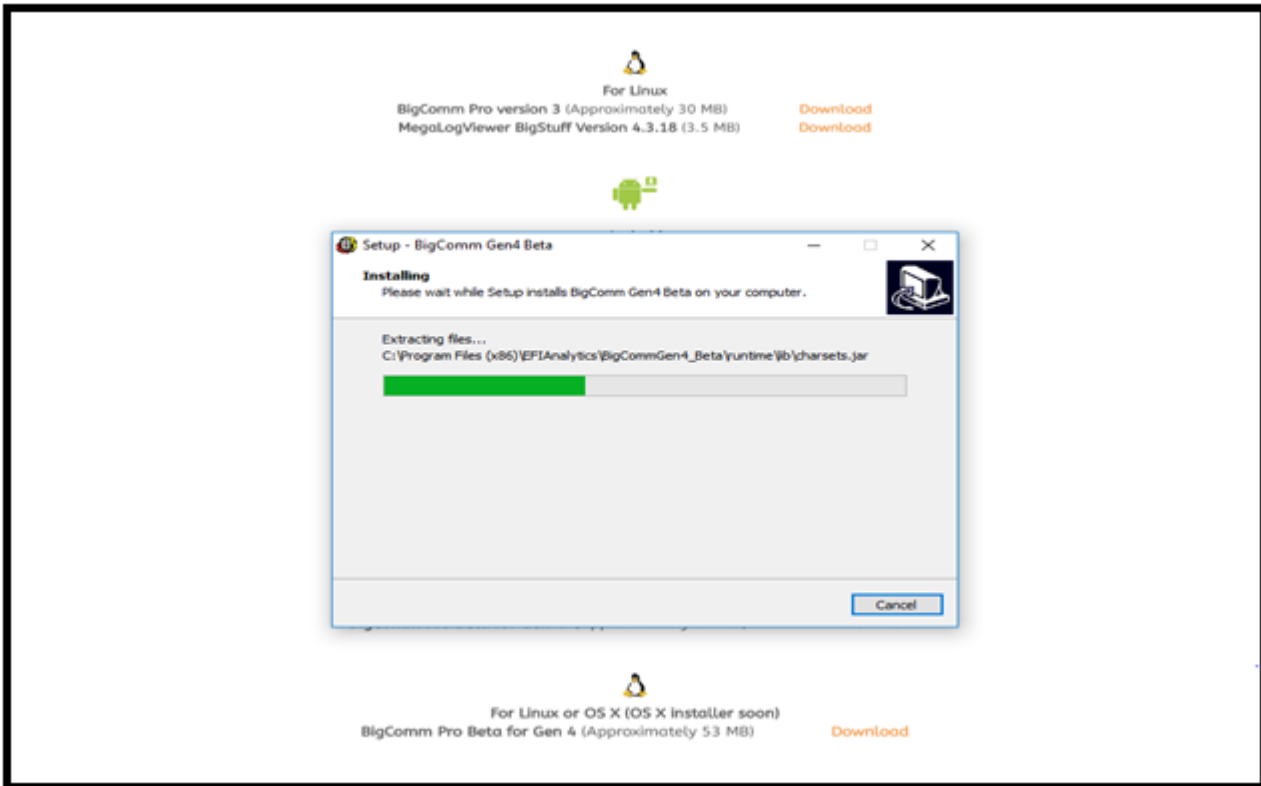 For Linux
BigComm Pro version 3 (Approximately 30 MB) Download
MegaLogViewer BigStuff Version 4.3.18 (3.5 MB) Download
Setup - BigComm Gen4 Beta
Installing
Please wait while Setup installs BigComm Gen4 Beta on your computer.
Extracting files...
C:\Program Files (x86)\EFIAnalytics\BigCommGen4_Beta\runtime\lib\charsets.jar
Cancel
For Linux or OS X (OS X installer soon)
BigComm Pro Beta for Gen 4 (Approximately 53 MB) Download